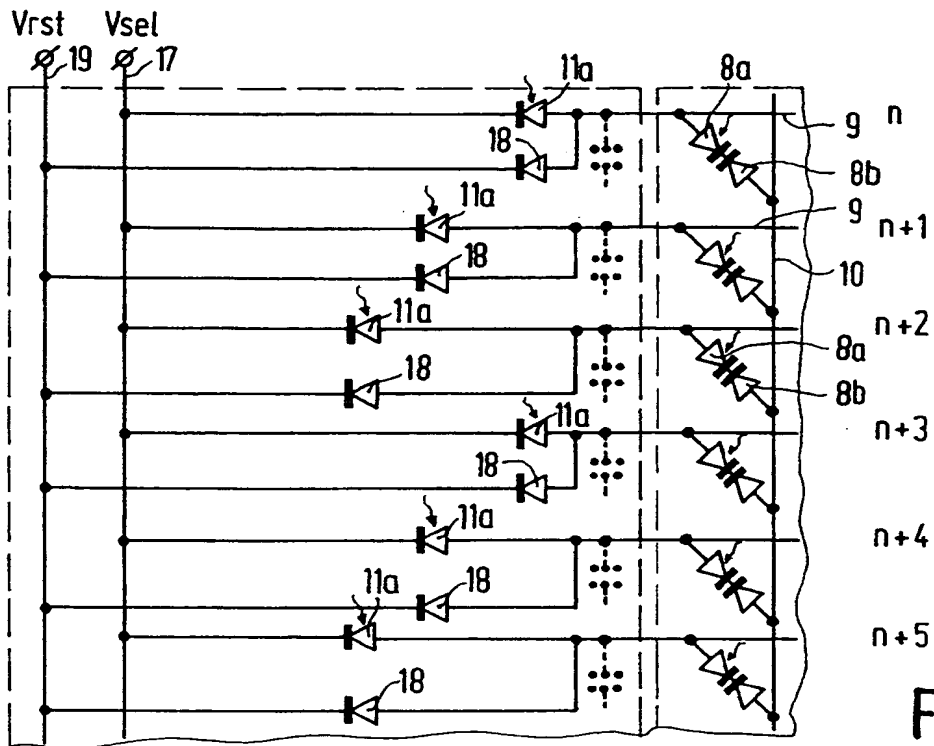 Vrst Vsel
19 17
11a 8a
9 n
18 8b
11a 9 n+1
18 10
11a n+2
18 8a
8b
11a n+3
18
11a n+4
18
11a n+5
18
F